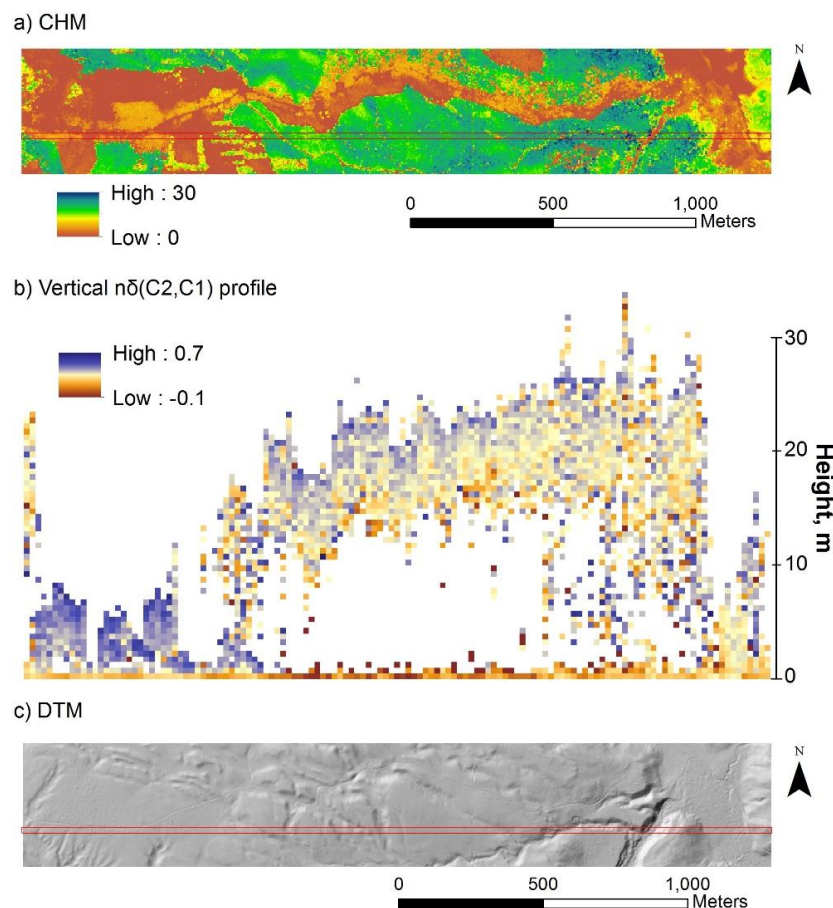 a) CHM
N
High : 30
Low : 0
0 500 1,000
Meters
b) Vertical nδ(C2,C1) profile
High : 0.7
Low : -0.1
30
20
10
0
Height, m
c) DTM
N
0 500 1,000
Meters